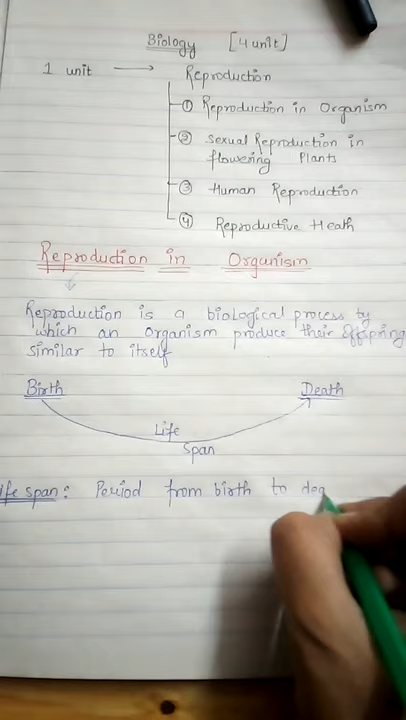 Biology [4 unit]
1 unit → Reproduction
① Reproduction in Organism
② Sexual Reproduction in
flowering Plants
③ Human Reproduction
④ Reproductive Heath
Reproduction in Organism
Reproduction is a biological process by
which an organism produce their offspring
similar to itself
Birth Death
Life
Span
ife span: Period from birth to dea